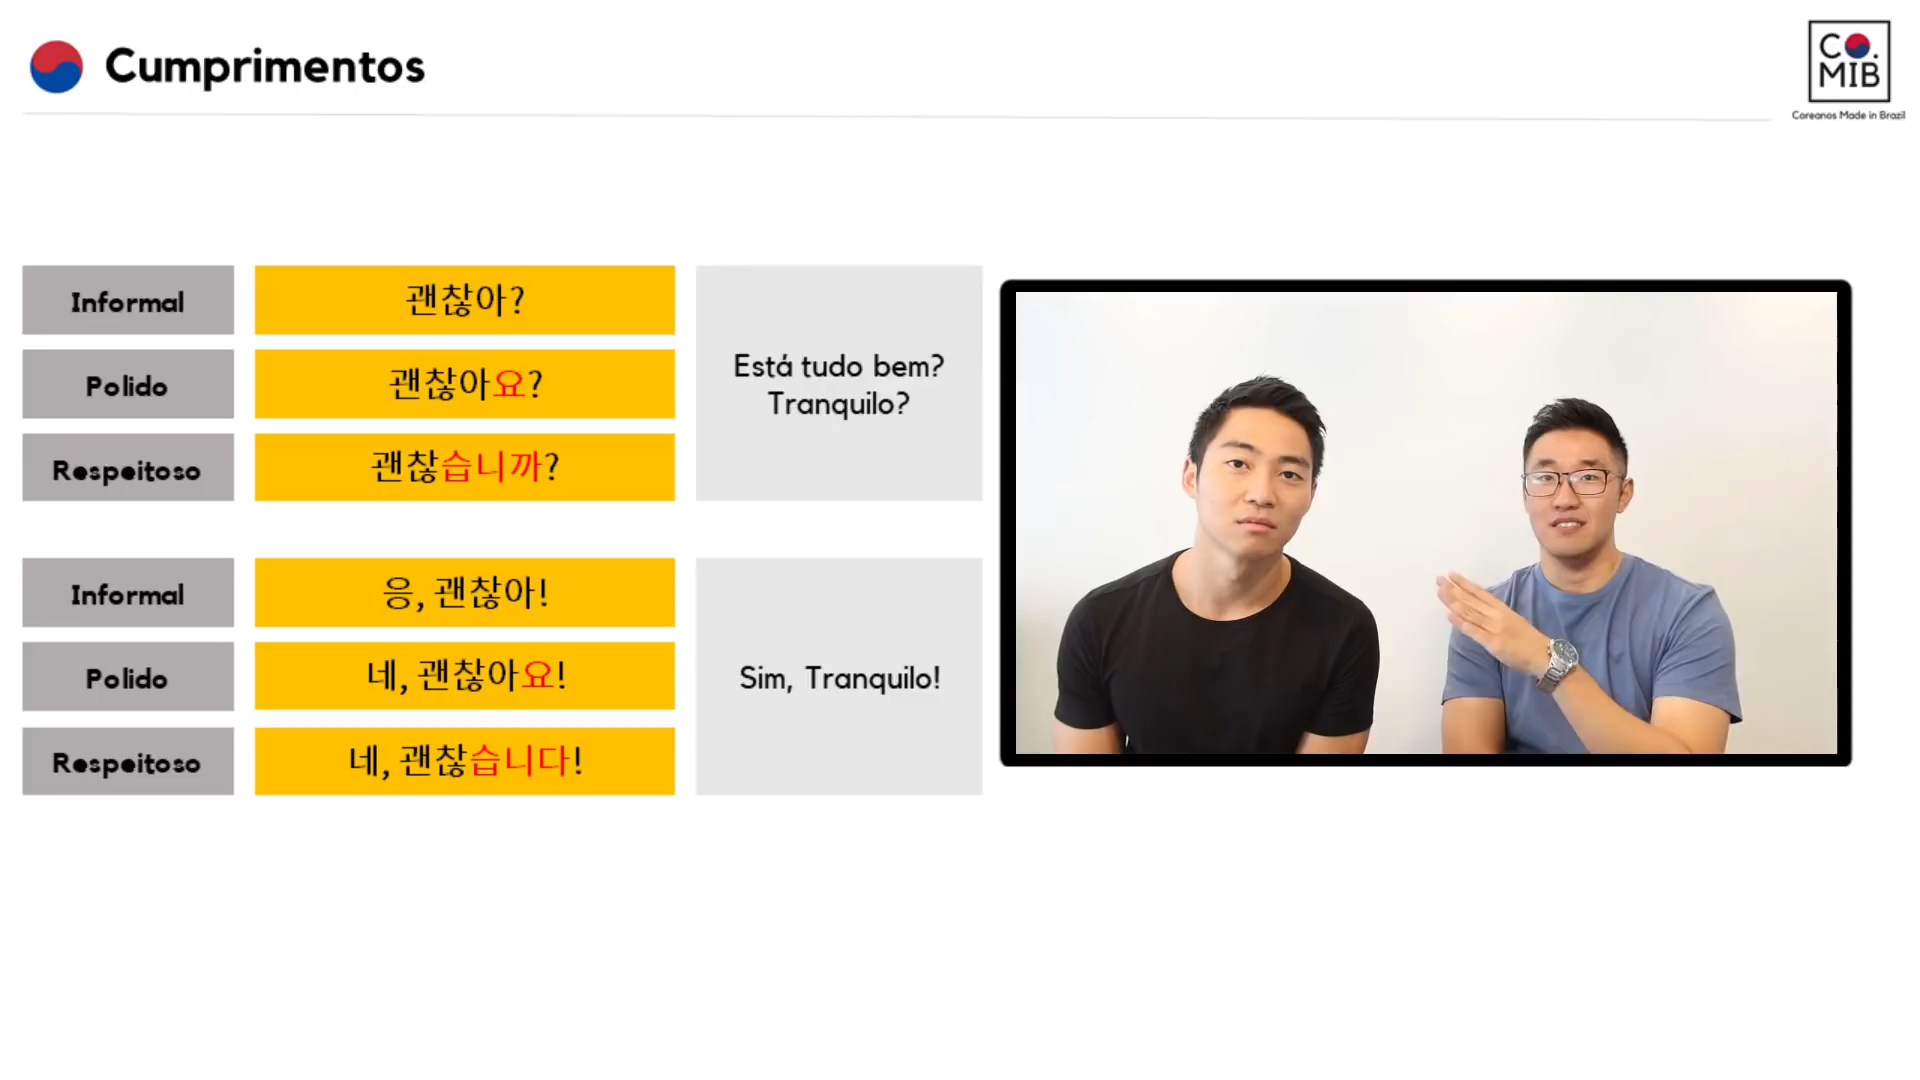 Cumprimentos
CO.
MIB
Coreanos Made in Brazil
Informal
괜찮아?
Polido
괜찮아요?
Respeitoso
괜찮습니까?
Está tudo bem?
Tranquilo?
Informal
응, 괜찮아!
Polido
네, 괜찮아요!
Respeitoso
네, 괜찮습니다!
Sim, Tranquilo!